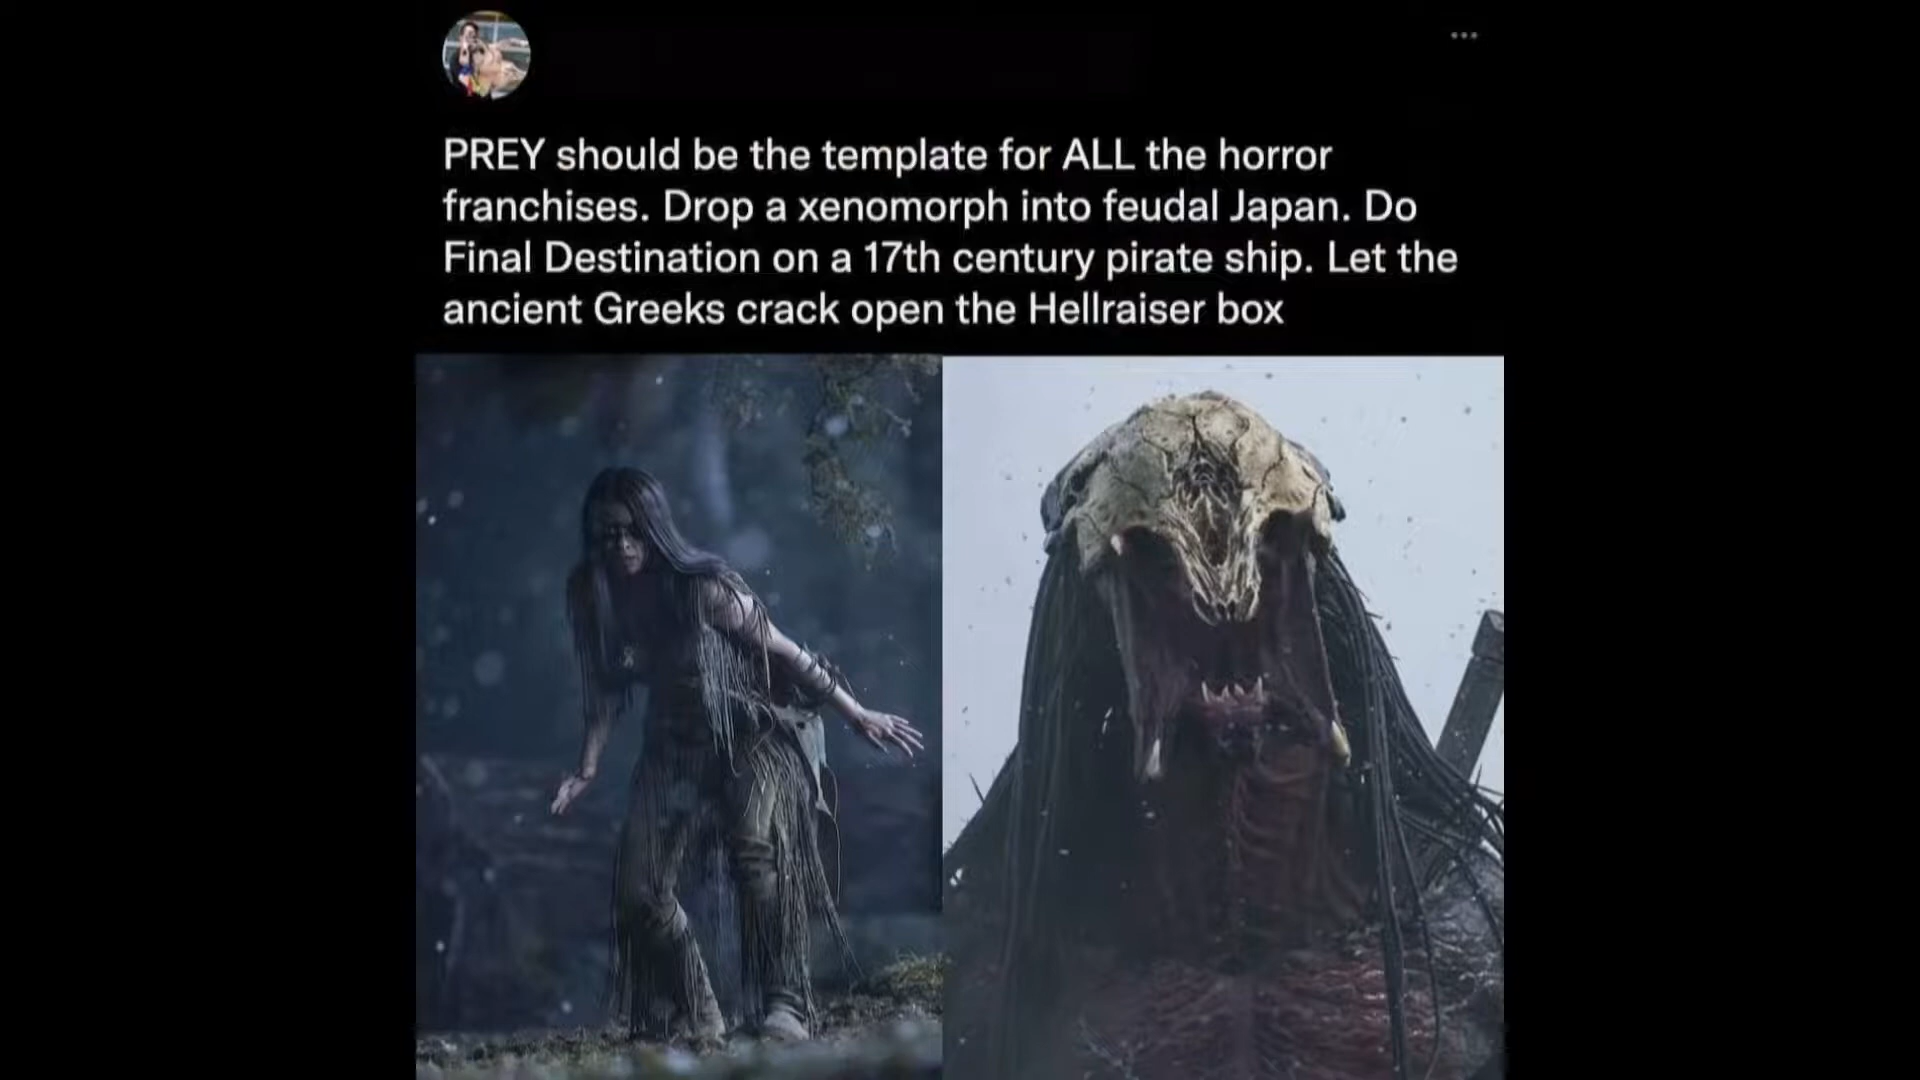 PREY should be the template for ALL the horror
franchises. Drop a xenomorph into feudal Japan. Do
Final Destination on a 17th century pirate ship. Let the
ancient Greeks crack open the Hellraiser box